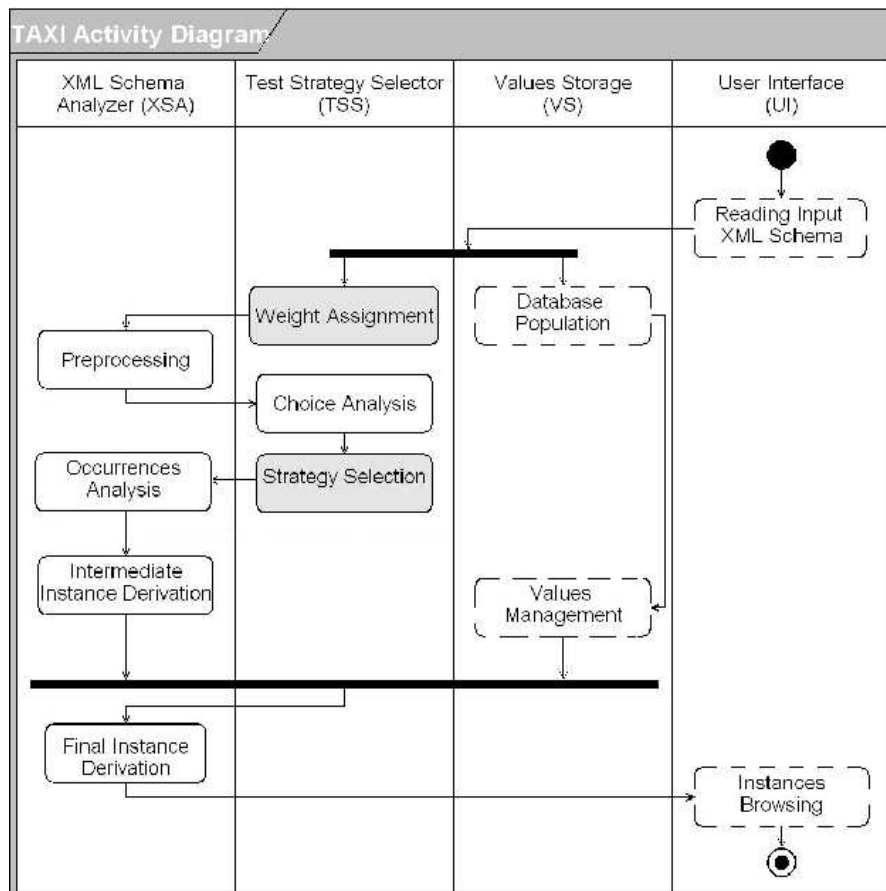 TAXI Activity Diagram
XML Schema
Analyzer (XSA)
Test Strategy Selector
(TSS)
Values Storage
(VS)
User Interface
(UI)
Reading Input
XML Schema
Weight Assignment
Database
Population
Preprocessing
Choice Analysis
Occurrences
Analysis
Strategy Selection
Intermediate
Instance Derivation
Values
Management
Final Instance
Derivation
Instances
Browsing